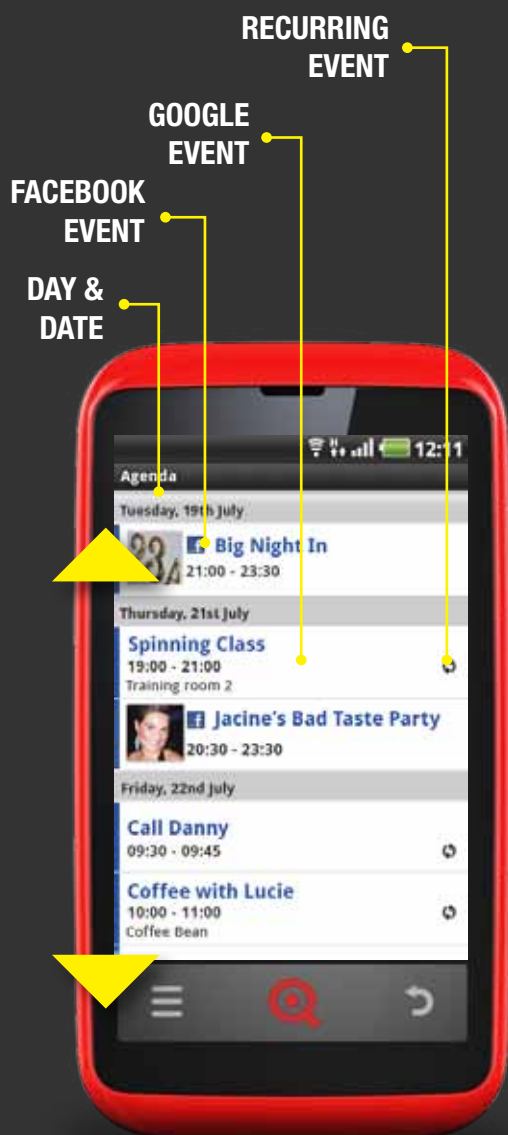 RECURRING
EVENT
GOOGLE
EVENT
FACEBOOK
EVENT
DAY &
DATE
12:11
Agenda
Tuesday, 19th July
Big Night In
21:00 - 23:30
Thursday, 21st July
Spinning Class
19:00 - 21:00
Training room 2
Jacine's Bad Taste Party
20:30 - 23:30
Friday, 22nd July
Call Danny
09:30 - 09:45
Coffee with Lucie
10:00 - 11:00
Coffee Bean